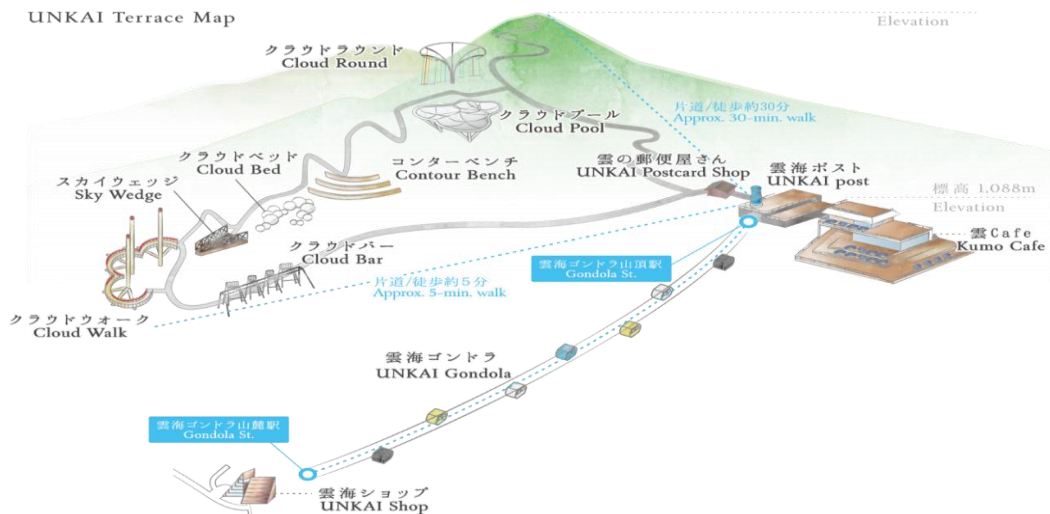 UNKAI Terrace Map
Elevation
クラウドラウンド
Cloud Round
片道/徒歩約30分
Approx. 30-min. walk
クラウドプール
Cloud Pool
クラウドベッド
Cloud Bed
コンターベンチ
Contour Bench
雲の郵便屋さん
UNKAI Postcard Shop
雲海ポスト
UNKAI post
スカイウェッジ
Sky Wedge
標高 1,088m
Elevation
雲Cafe
Kumo Cafe
クラウドバー
Cloud Bar
雲海ゴンドラ山頂駅
Gondola St.
片道/徒歩約5分
Approx. 5-min. walk
クラウドウォーク
Cloud Walk
雲海ゴンドラ
UNKAI Gondola
雲海ゴンドラ山麓駅
Gondola St.
雲海ショップ
UNKAI Shop